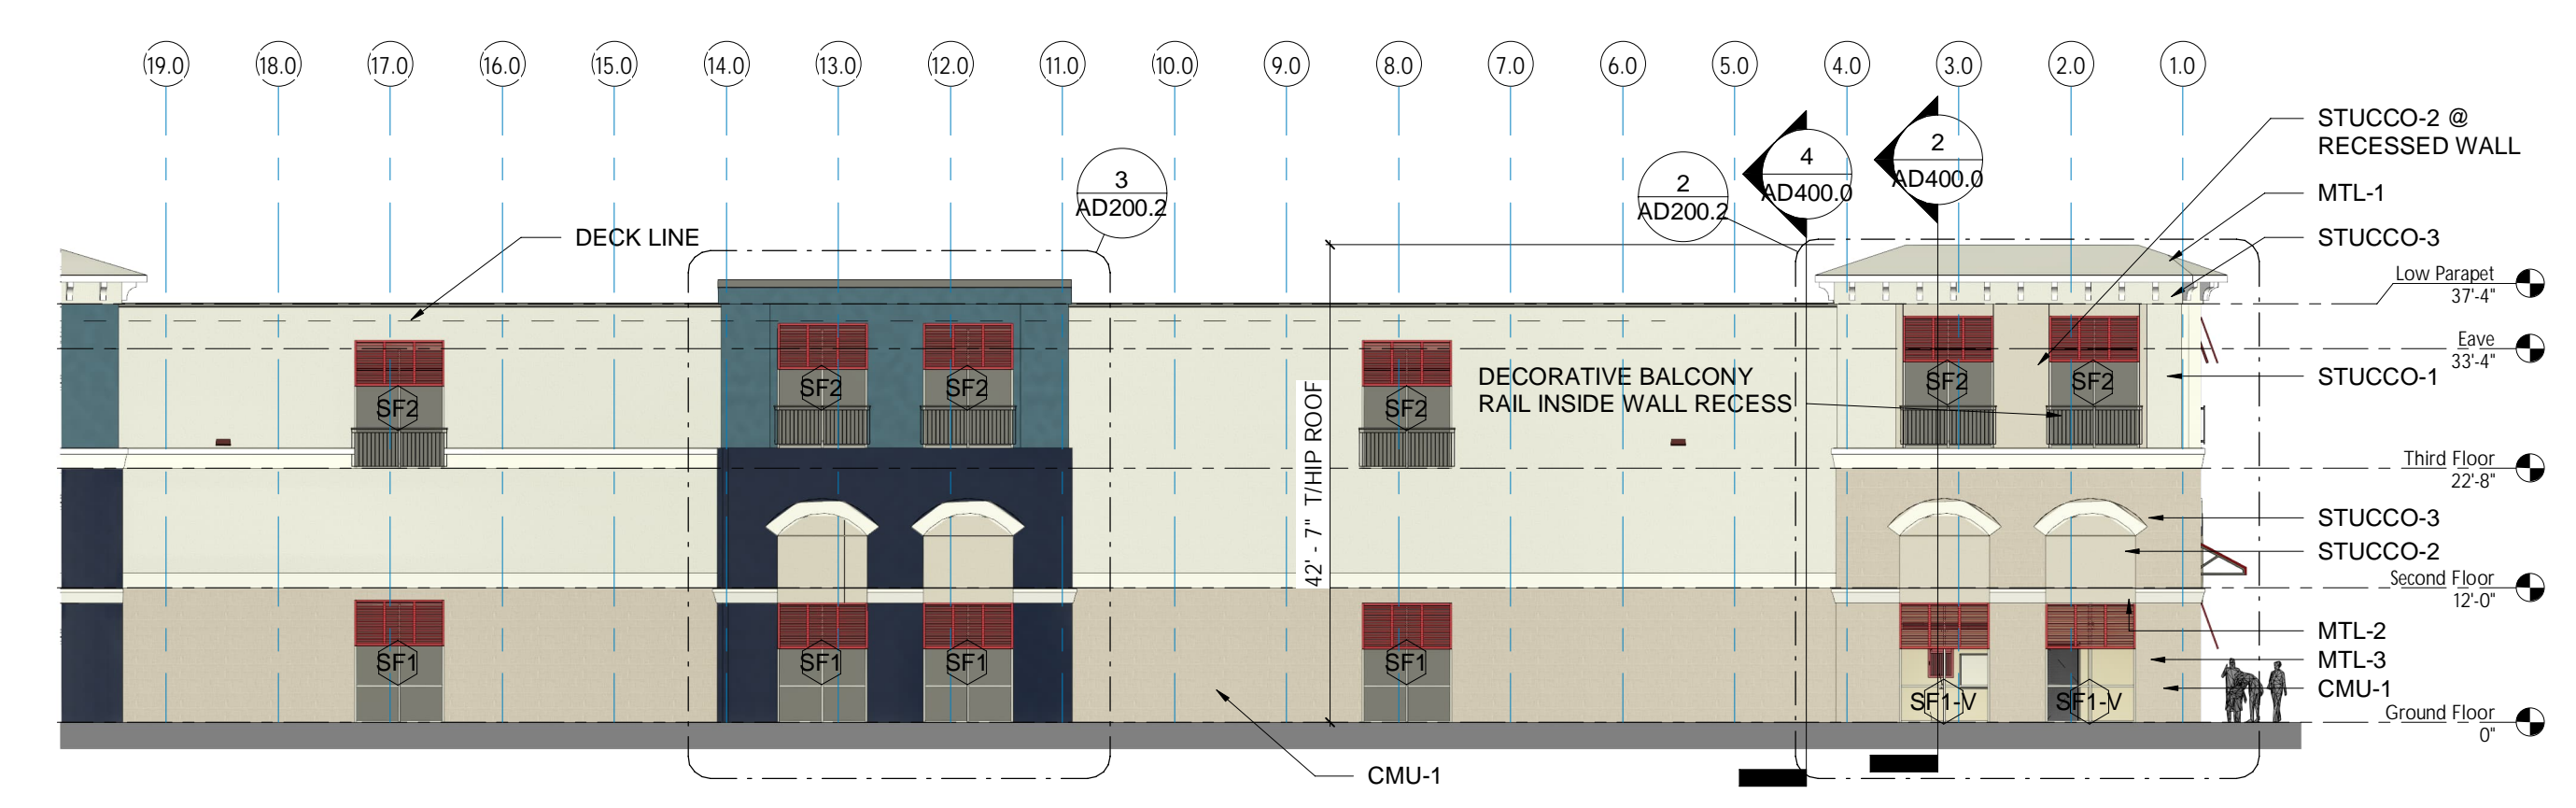 19.0
18.0
17.0
16.0
15.0
14.0
13.0
12.0
11.0
10.0
9.0
8.0
7.0
6.0
5.0
4.0
3.0
2.0
1.0
3
AD200.2
2
AD200.2
4
AD400.0
2
AD400.0
DECK LINE
STUCCO-2 @
RECESSED WALL
MTL-1
STUCCO-3
Low Parapet
37'-4"
Eave
33'-4"
STUCCO-1
DECORATIVE BALCONY
RAIL INSIDE WALL RECESS
42' - 7" T/HIP ROOF
SF2
SF2
SF2
SF2
SF2
SF2
Third Floor
22'-8"
STUCCO-3
STUCCO-2
Second Floor
12'-0"
MTL-2
MTL-3
CMU-1
SF1
SF1
SF1
SF1
SF1-V
SF1-V
Ground Floor
0"
CMU-1